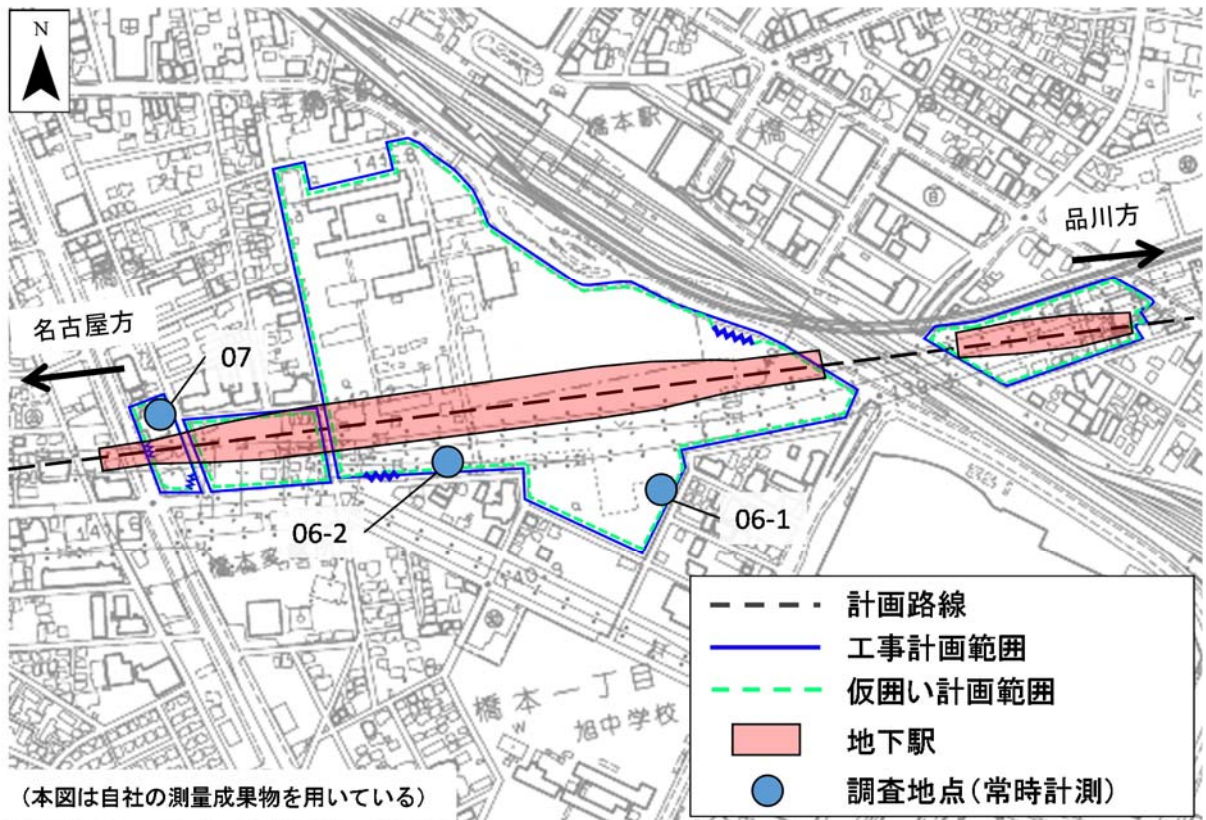 N
橋本駅
品川方
名古屋方
07
06-2
06-1
橋本一丁目
旭中学校
計画路線
工事計画範囲
仮囲い計画範囲
地下駅
調査地点(常時計測)
(本図は自社の測量成果物を用いている)